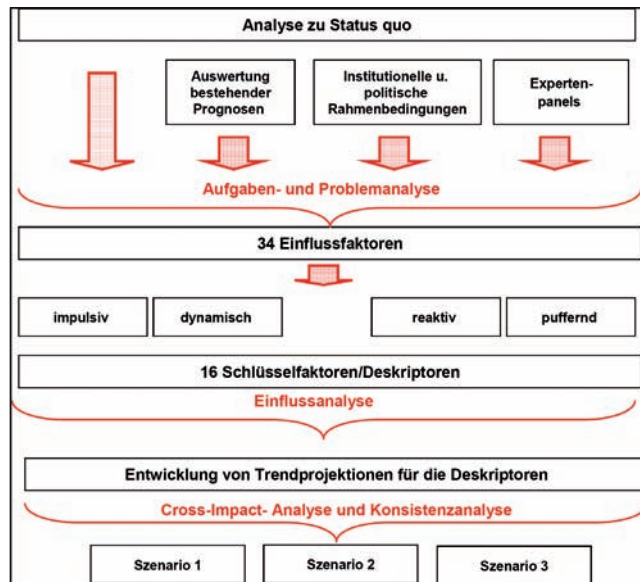 Analyse zu Status quo
Auswertung
bestehender
Prognosen
Institutionelle u.
politische
Rahmenbedingungen
Experten-
panels
Aufgaben- und Problemanalyse
34 Einflussfaktoren
impulsiv
dynamisch
reaktiv
puffernd
16 Schlüsselfaktoren/Deskriptoren
Einflussanalyse
Entwicklung von Trendprojektionen für die Deskriptoren
Cross-Impact- Analyse und Konsistenzanalyse
Szenario 1
Szenario 2
Szenario 3